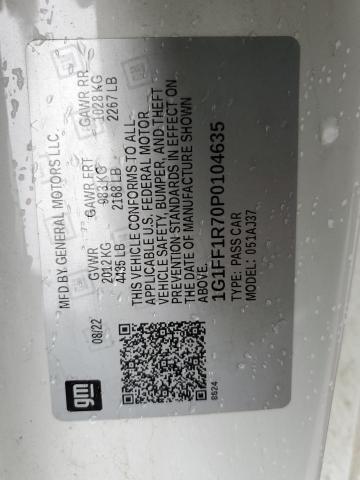 MFD BY: GENERAL MOTORS LLC.
08/22 GVWR GAWR FRT GAWR RR
2012 KG 983 KG 1028 KG
4435 LB 2168 LB 2267 LB
THIS VEHICLE CONFORMS TO ALL
APPLICABLE U.S. FEDERAL MOTOR
VEHICLE SAFETY, BUMPER, AND THEFT
PREVENTION STANDARDS IN EFFECT ON
THE DATE OF MANUFACTURE SHOWN
ABOVE.
1G1FF1R70P0104635
TYPE: PASS CAR
MODEL: 051AJ37
gm
8624